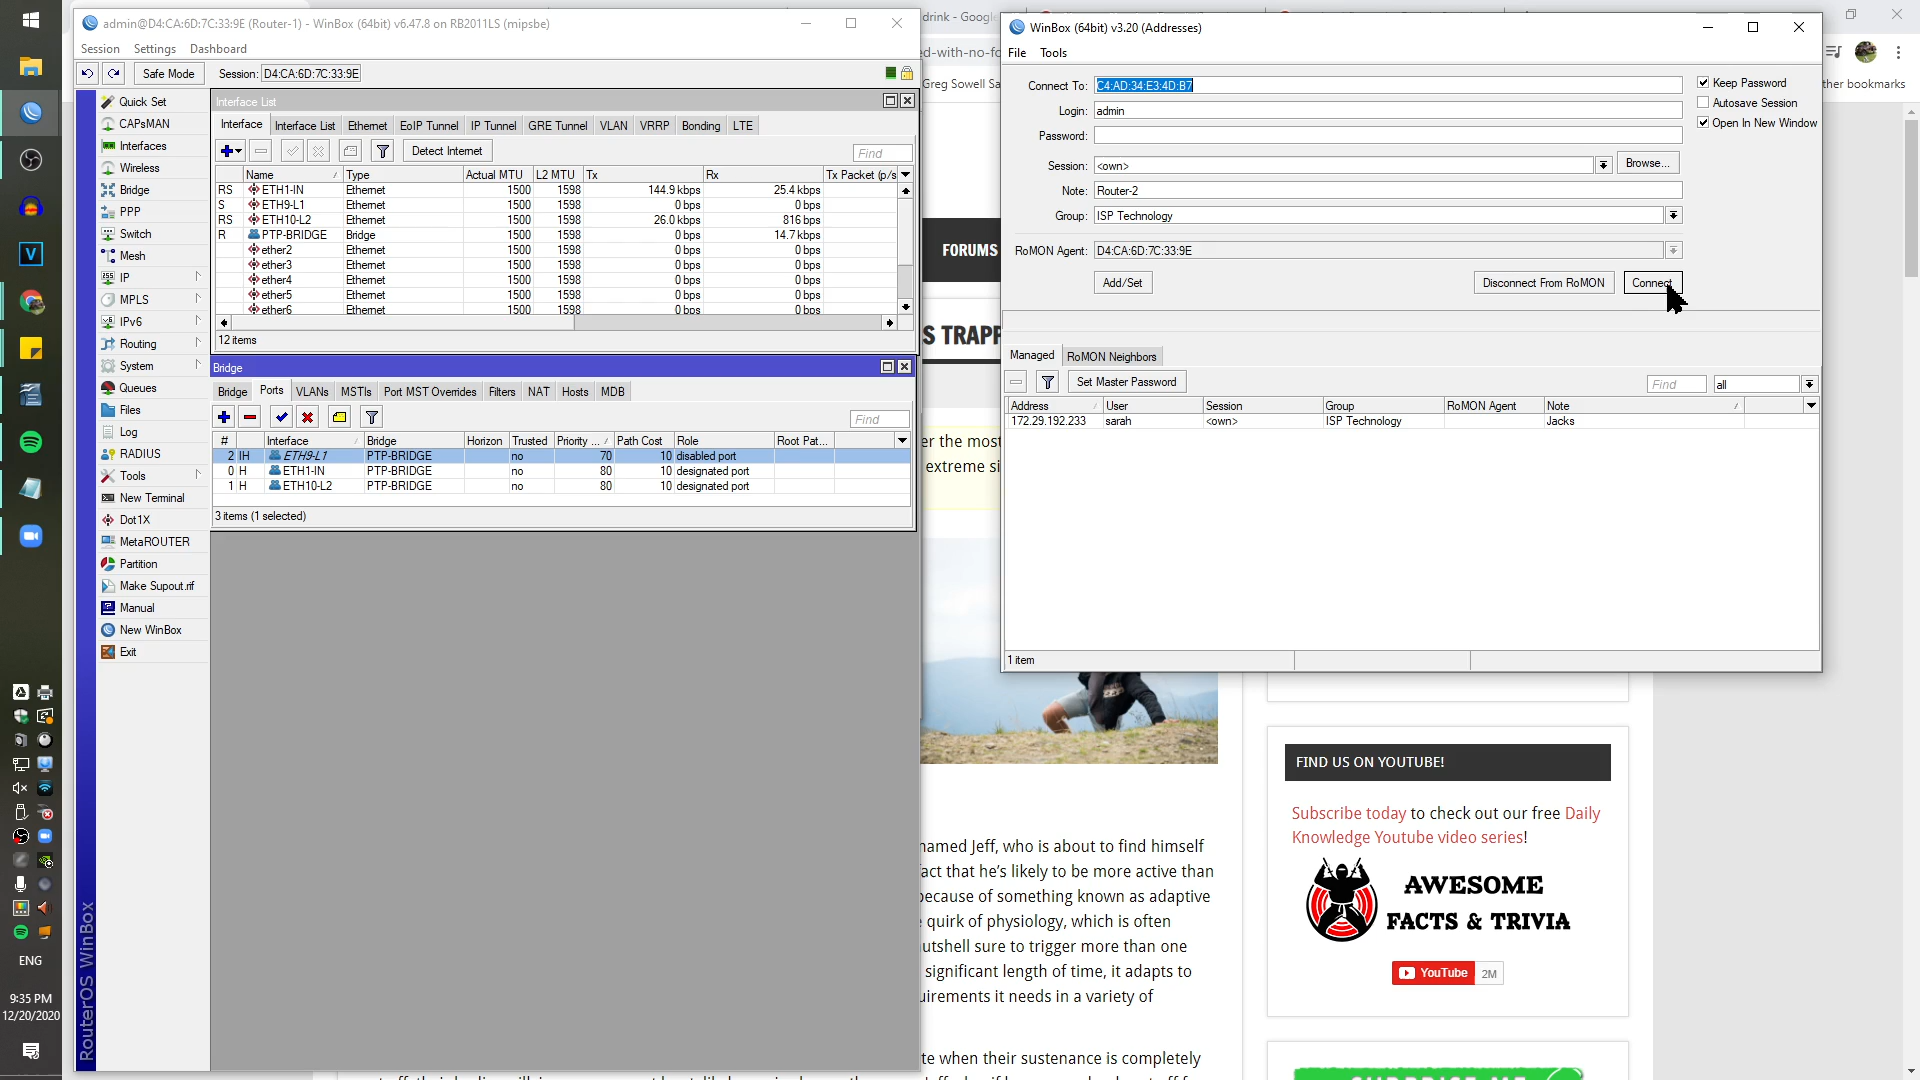 admin@D4:CA:6D:7C:33:9E (Router-1) - WinBox (64bit) v6.47.8 on RB2011LS (mipsbe)
Session Settings Dashboard
Safe Mode Session: D4:CA:6D:7C:33:9E
Quick Set
CAPsMAN
Interfaces
Wireless
Bridge
PPP
Switch
Mesh
IP
MPLS
IPv6
Routing
System
Queues
Files
Log
RADIUS
Tools
New Terminal
Dot1X
MetaROUTER
Partition
Make Supout.rif
Manual
New WinBox
Exit
RouterOS WinBox
Interface List
Interface Interface List Ethernet EoIP Tunnel IP Tunnel GRE Tunnel VLAN VRRP Bonding LTE
Detect Internet Find
Name Type Actual MTU L2 MTU Tx Rx Tx Packet (p/s
RS ETH1-IN Ethernet 1500 1598 144.9 kbps 25.4 kbps
S ETH9-L1 Ethernet 1500 1598 0 bps 0 bps
RS ETH10-L2 Ethernet 1500 1598 26.0 kbps 816 bps
R PTP-BRIDGE Bridge 1500 1598 0 bps 14.7 kbps
ether2 Ethernet 1500 1598 0 bps 0 bps
ether3 Ethernet 1500 1598 0 bps 0 bps
ether4 Ethernet 1500 1598 0 bps 0 bps
ether5 Ethernet 1500 1598 0 bps 0 bps
ether6 Ethernet 1500 1598 0 bps 0 bps
12 items
Bridge
Bridge Ports VLANs MSTIs Port MST Overrides Filters NAT Hosts MDB
Find
# Interface Bridge Horizon Trusted Priority ... Path Cost Role Root Pat...
2 IH ETH9-L1 PTP-BRIDGE no 70 10 disabled port
0 H ETH1-IN PTP-BRIDGE no 80 10 designated port
1 H ETH10-L2 PTP-BRIDGE no 80 10 designated port
3 items (1 selected)
WinBox (64bit) v3.20 (Addresses)
File Tools
Connect To: C4:AD:34:E3:4D:B7
Login: admin
Password:
Session: <own> Browse...
Note: Router-2
Group: ISP Technology
RoMON Agent: D4:CA:6D:7C:33:9E
Keep Password
Autosave Session
Open In New Window
Add/Set Disconnect From RoMON Connect
Managed RoMON Neighbors
Set Master Password Find all
Address User Session Group RoMON Agent Note
172.29.192.233 sarah <own> ISP Technology Jacks
1 item
drink - Google
ed-with-no-fo
Greg Sowell Sa
ther bookmarks
FORUMS
S TRAPP
er the most
extreme si
FIND US ON YOUTUBE!
Subscribe today to check out our free Daily
Knowledge Youtube video series!
AWESOME
FACTS & TRIVIA
YouTube 2M
named Jeff, who is about to find himself
act that he's likely to be more active than
because of something known as adaptive
quirk of physiology, which is often
utshell sure to trigger more than one
significant length of time, it adapts to
uirements it needs in a variety of
te when their sustenance is completely
ENG
9:35 PM
12/20/2020